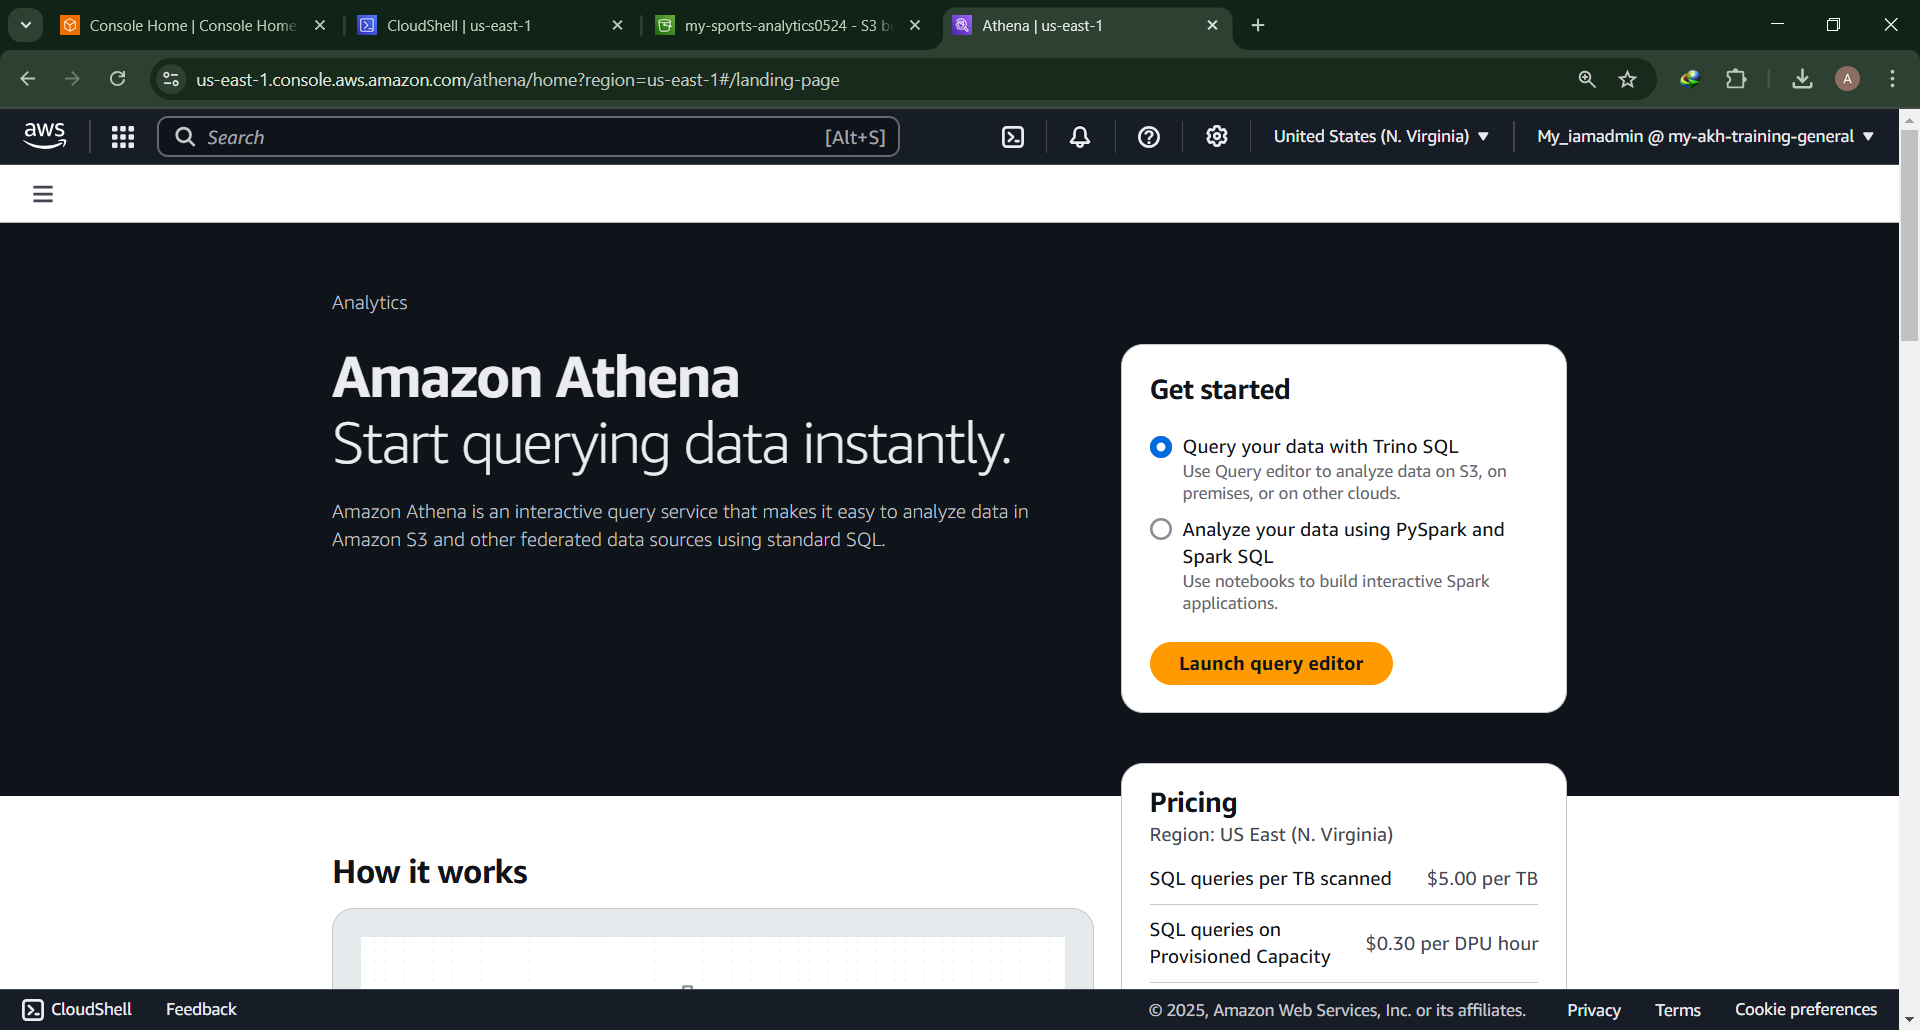 Console Home | Console Home
CloudShell | us-east-1
my-sports-analytics0524 - S3 bu
Athena | us-east-1
us-east-1.console.aws.amazon.com/athena/home?region=us-east-1#/landing-page
A
aws
Search
[Alt+S]
United States (N. Virginia)
My_iamadmin @ my-akh-training-general
Analytics
Amazon Athena
Start querying data instantly.
Amazon Athena is an interactive query service that makes it easy to analyze data in
Amazon S3 and other federated data sources using standard SQL.
Get started
Query your data with Trino SQL
Use Query editor to analyze data on S3, on
premises, or on other clouds.
Analyze your data using PySpark and
Spark SQL
Use notebooks to build interactive Spark
applications.
Launch query editor
How it works
Pricing
Region: US East (N. Virginia)
SQL queries per TB scanned $5.00 per TB
SQL queries on
Provisioned Capacity
$0.30 per DPU hour
CloudShell
Feedback
© 2025, Amazon Web Services, Inc. or its affiliates.
Privacy
Terms
Cookie preferences